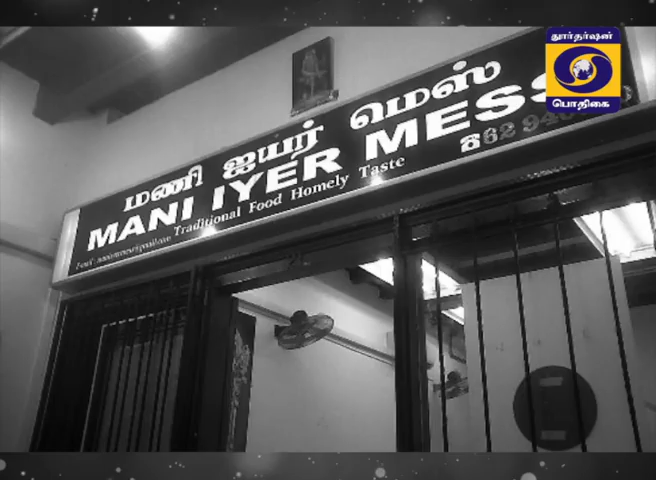 தூர்தர்ஷன்
பொதிகை
மணி ஐயர் மெஸ்
MANI IYER MESS
Traditional Food Homely Taste